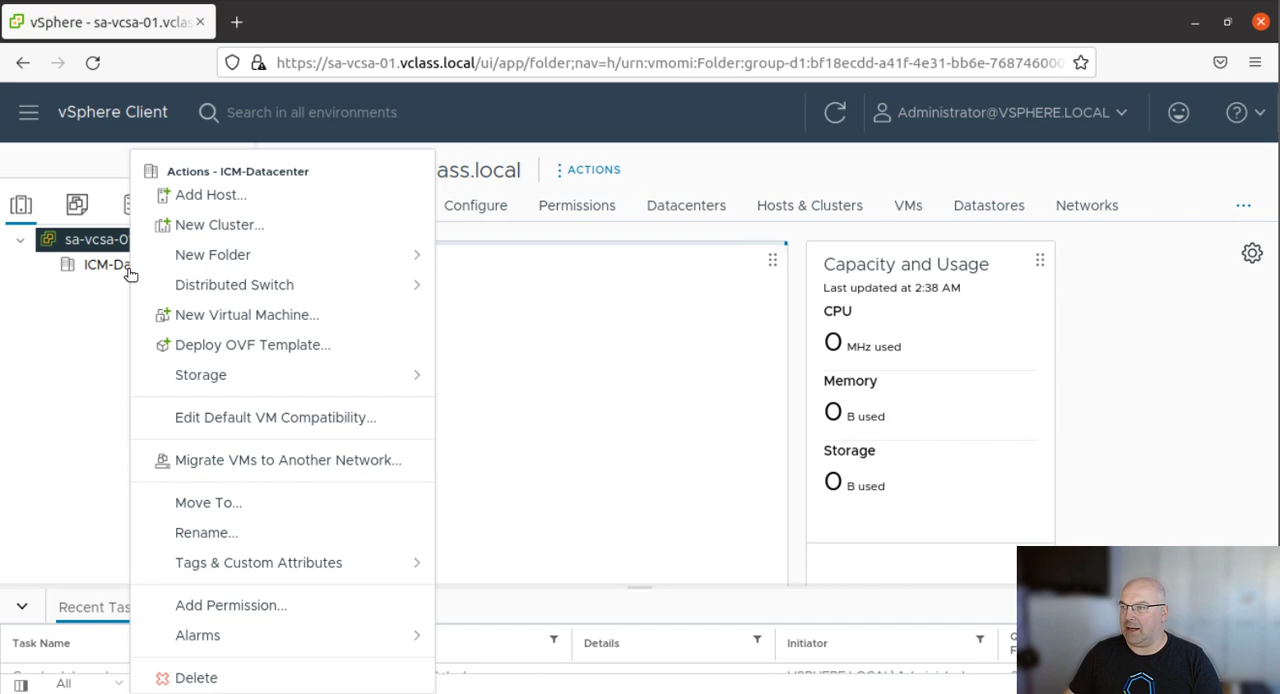 vSphere - sa-vcsa-01.vclas
https://sa-vcsa-01.vclass.local/ui/app/folder;nav=h/urn:vmomi:Folder:group-d1:bf18ecdd-a41f-4e31-bb6e-768746000
vSphere Client
Search in all environments
Administrator@VSPHERE.LOCAL
Actions - ICM-Datacenter
ass.local
ACTIONS
Add Host...
Configure
Permissions
Datacenters
Hosts & Clusters
VMs
Datastores
Networks
New Cluster...
sa-vcsa-0
New Folder
ICM-Da
Distributed Switch
New Virtual Machine...
Deploy OVF Template...
Storage
Edit Default VM Compatibility...
Migrate VMs to Another Network...
Move To...
Rename...
Tags & Custom Attributes
Add Permission...
Alarms
Delete
Capacity and Usage
Last updated at 2:38 AM
CPU
0 MHz used
Memory
0 B used
Storage
0 B used
Recent Tas
Task Name
Details
Initiator
All